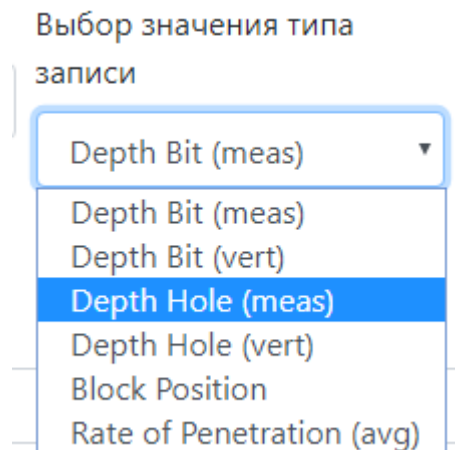 Выбор значения типа
записи
Depth Bit (meas)
Depth Bit (meas)
Depth Bit (vert)
Depth Hole (meas)
Depth Hole (vert)
Block Position
Rate of Penetration (avg)